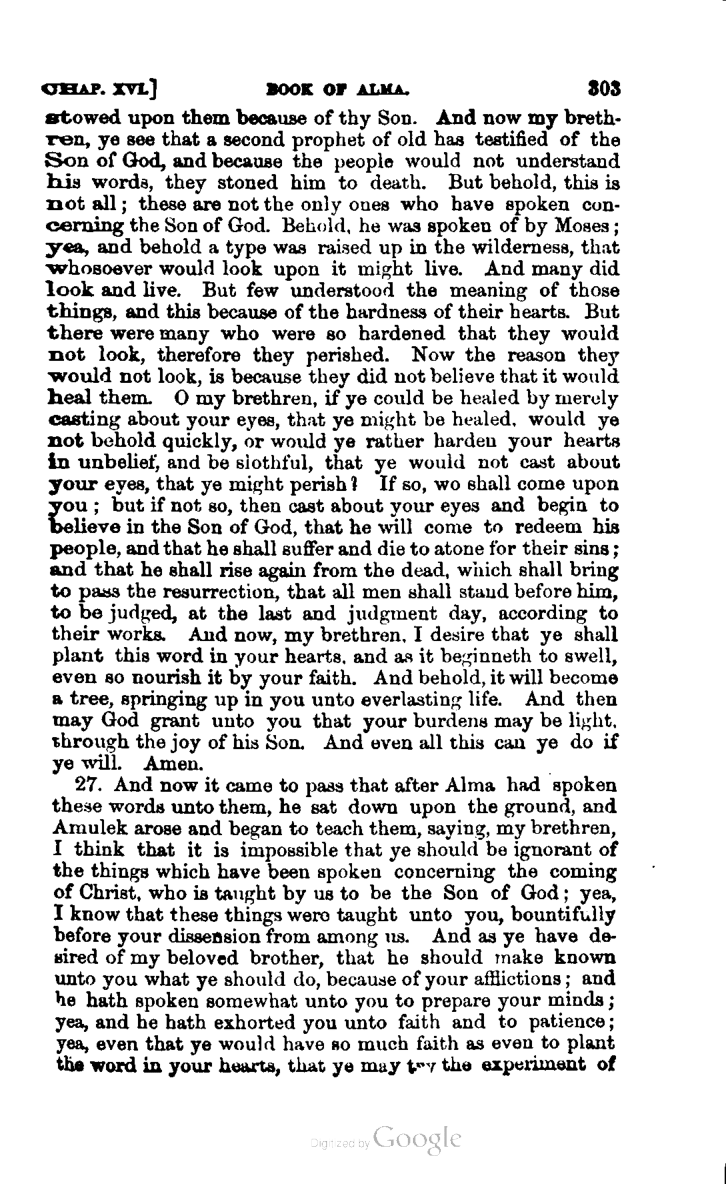 CHAP. XVI.] BOOK OF ALMA. 303
stowed upon them because of thy Son. And now my breth-
ren, ye see that a second prophet of old has testified of the
Son of God, and because the people would not understand
his words, they stoned him to death. But behold, this is
not all; these are not the only ones who have spoken con-
cerning the Son of God. Behold, he was spoken of by Moses;
yea, and behold a type was raised up in the wilderness, that
whosoever would look upon it might live. And many did
look and live. But few understood the meaning of those
things, and this because of the hardness of their hearts. But
there were many who were so hardened that they would
not look, therefore they perished. Now the reason they
would not look, is because they did not believe that it would
heal them. O my brethren, if ye could be healed by merely
casting about your eyes, that ye might be healed, would ye
not behold quickly, or would ye rather harden your hearts
in unbelief, and be slothful, that ye would not cast about
your eyes, that ye might perish? If so, wo shall come upon
you; but if not so, then cast about your eyes and begin to
believe in the Son of God, that he will come to redeem his
people, and that he shall suffer and die to atone for their sins;
and that he shall rise again from the dead, which shall bring
to pass the resurrection, that all men shall stand before him,
to be judged, at the last and judgment day, according to
their works. And now, my brethren, I desire that ye shall
plant this word in your hearts, and as it beginneth to swell,
even so nourish it by your faith. And behold, it will become
a tree, springing up in you unto everlasting life. And then
may God grant unto you that your burdens may be light,
through the joy of his Son. And even all this can ye do if
ye will. Amen.
27. And now it came to pass that after Alma had spoken
these words unto them, he sat down upon the ground, and
Amulek arose and began to teach them, saying, my brethren,
I think that it is impossible that ye should be ignorant of
the things which have been spoken concerning the coming
of Christ, who is taught by us to be the Son of God; yea,
I know that these things were taught unto you, bountifully
before your dissension from among us. And as ye have de-
sired of my beloved brother, that he should make known
unto you what ye should do, because of your afflictions; and
he hath spoken somewhat unto you to prepare your minds;
yea, and he hath exhorted you unto faith and to patience;
yea, even that ye would have so much faith as even to plant
the word in your hearts, that ye may try the experiment of
Digitized by Google